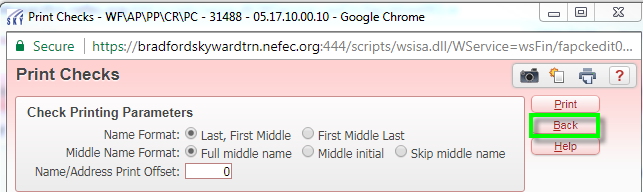 Print Checks - WF\AP\PP\CR\PC - 31488 - 05.17.10.00.10 - Google Chrome
Secure https://bradfordskywardtrn.nefec.org:444/scripts/wsisa.dll/WService=wsFin/fapckedit0...
Print Checks
?
Check Printing Parameters
Print
Name Format: Last, First Middle First Middle Last
Back
Middle Name Format: Full middle name Middle initial Skip middle name
Help
Name/Address Print Offset: 0